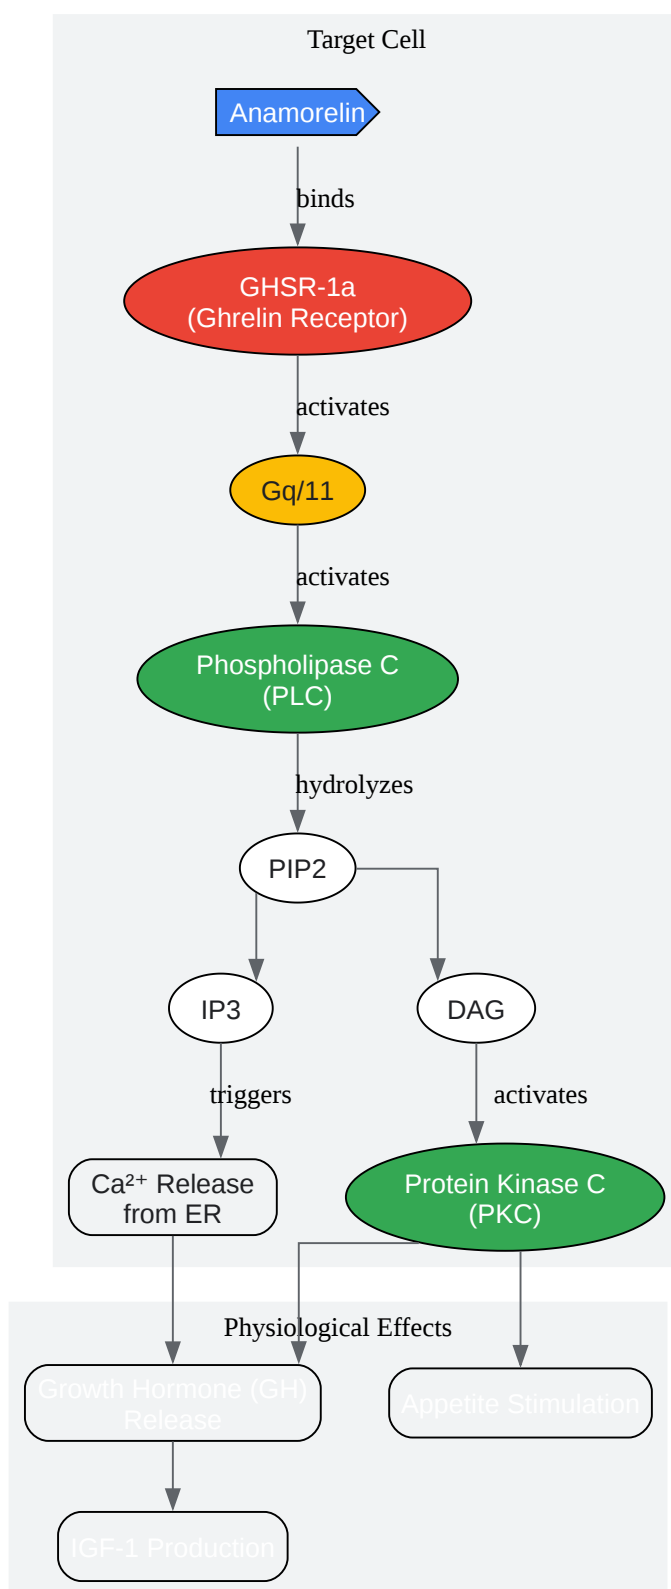 Target Cell
Anamorelin
binds
GHSR-1a
(Ghrelin Receptor)
activates
Gq/11
activates
Phospholipase C
(PLC)
hydrolyzes
PIP2
IP3
DAG
triggers
activates
Ca²⁺ Release
from ER
Protein Kinase C
(PKC)
Physiological Effects
Growth Hormone (GH)
Release
Appetite Stimulation
IGF-1 Production